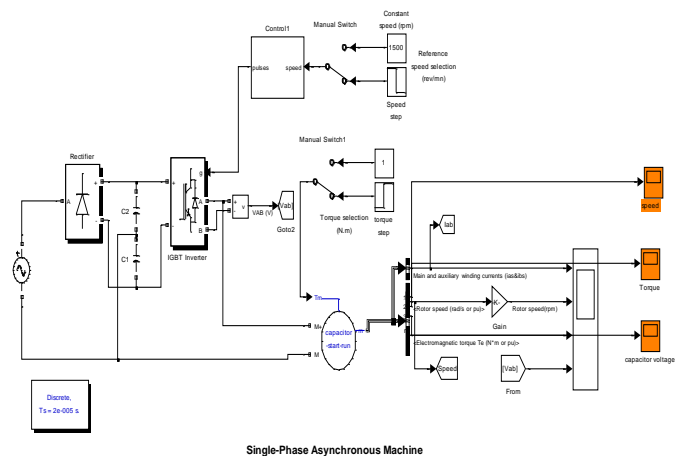 Control1
Manual Switch
Constant
speed (rpm)
pulses
speed
1500
Reference
speed selection
(rev/mn)
Speed
step
Rectifier
A
+
-
C2
C1
+
-
g
A
B
IGBT Inverter
+
-
v
VAB (V)
[Vab]
Goto2
Manual Switch1
1
Torque selection
(N.m)
torque
step
speed
Iab
Main and auxiliary winding currents (ias&ibs)
Torque
<Rotor speed (rad/s or pu)>
-K-
Gain
Rotor speed(rpm)
Tm
M+
M
capacitor
-start-run
m
<Electromagnetic torque Te (N*m or pu)>
capacitor voltage
Speed
[Vab]
From
Discrete,
Ts = 2e-005 s.
Single-Phase Asynchronous Machine